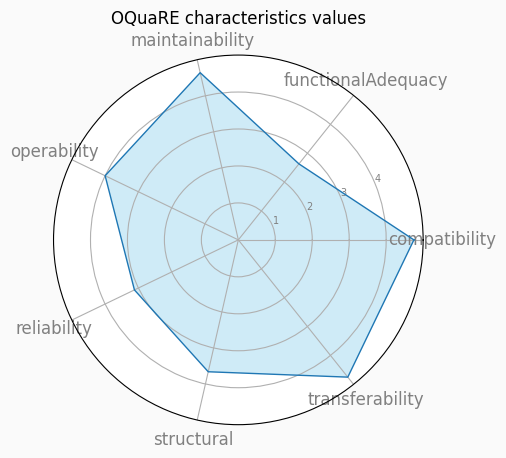 OQuaRE characteristics values
maintainability
functionalAdequacy
operability
4
3
2
1
compatibility
reliability
transferability
structural